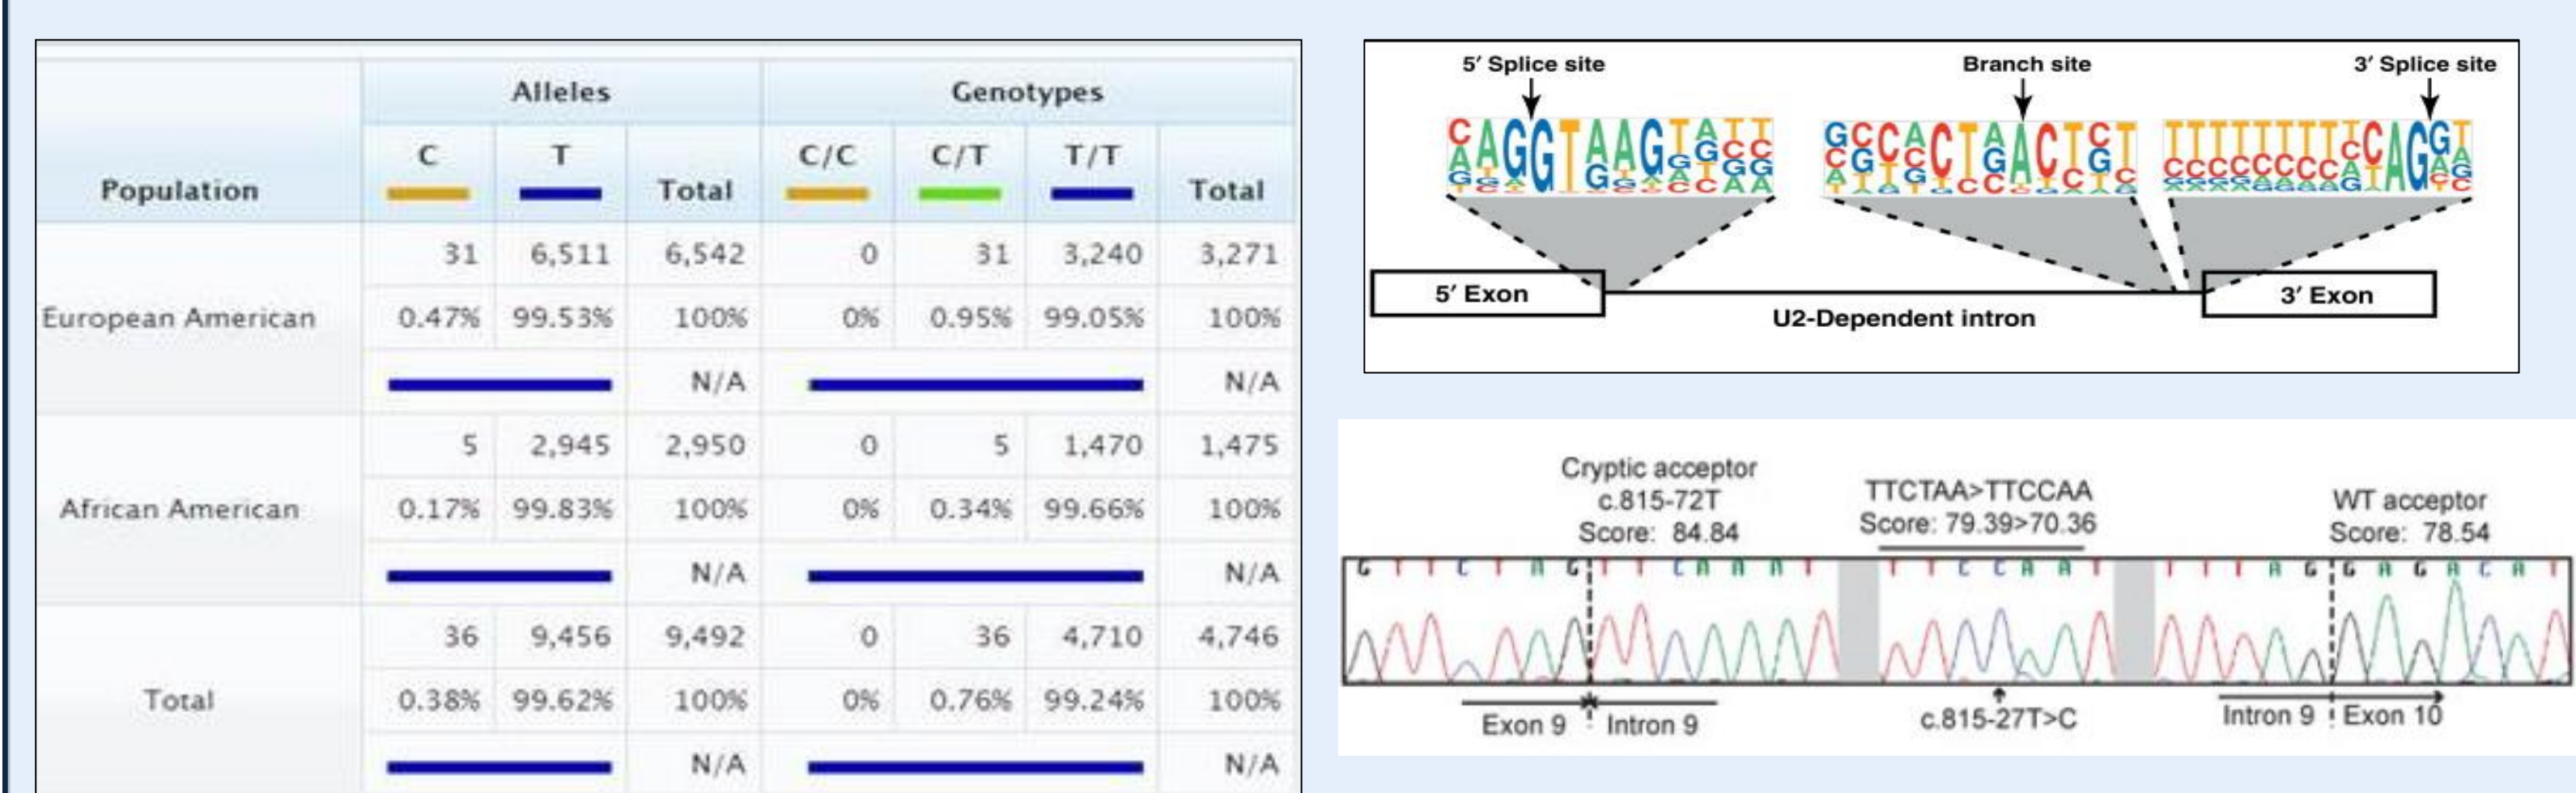 Alleles Genotypes
Population C T Total C/C C/T T/T Total
European American
31 6,511 6,542 0 31 3,240 3,271
0.47% 99.53% 100% 0% 0.95% 99.05% 100%
N/A N/A
African American
5 2,945 2,950 0 5 1,470 1,475
0.17% 99.83% 100% 0% 0.34% 99.66% 100%
N/A N/A
Total
36 9,456 9,492 0 36 4,710 4,746
0.38% 99.62% 100% 0% 0.76% 99.24% 100%
N/A N/A
5′ Splice site Branch site 3′ Splice site
5′ Exon 3′ Exon
U2-Dependent intron
Cryptic acceptor
c.815-72T
Score: 84.84
TTCTAA>TTCCAA
Score: 79.39>70.36
WT acceptor
Score: 78.54
G T T C T A G T T C A A A T T T C C A A T T T T A G G A G A C A T
Exon 9 Intron 9 c.815-27T>C Intron 9 Exon 10